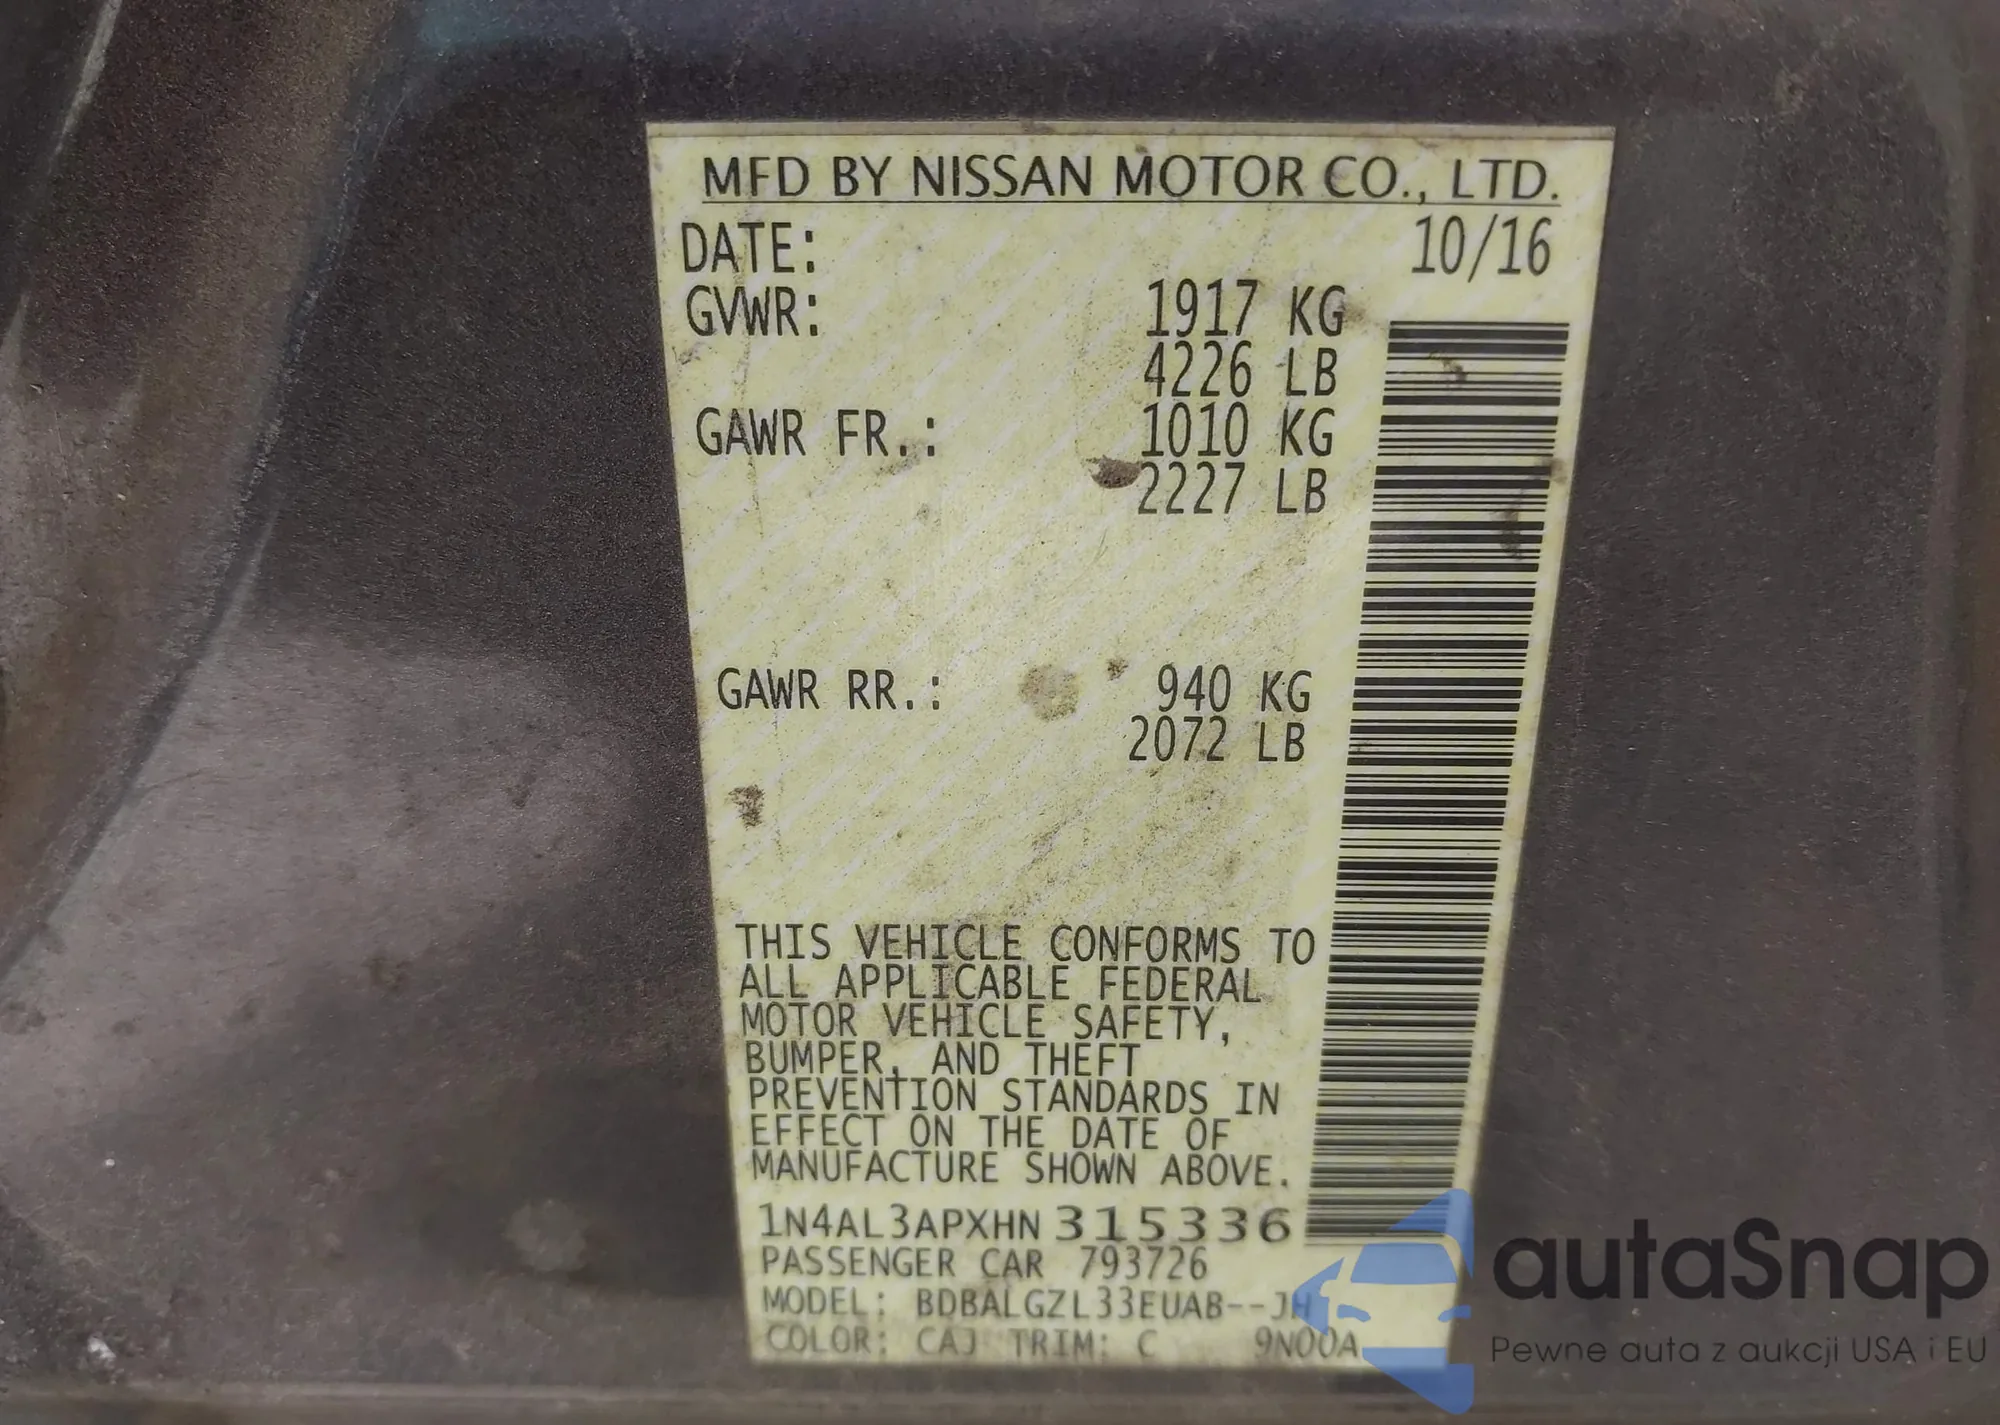 MFD BY NISSAN MOTOR CO., LTD.
DATE: 10/16
GVWR: 1917 KG
4226 LB
GAWR FR.: 1010 KG
2227 LB
GAWR RR.: 940 KG
2072 LB
THIS VEHICLE CONFORMS TO
ALL APPLICABLE FEDERAL
MOTOR VEHICLE SAFETY,
BUMPER, AND THEFT
PREVENTION STANDARDS IN
EFFECT ON THE DATE OF
MANUFACTURE SHOWN ABOVE.
1N4AL3APXHN315336
PASSENGER CAR 793726
MODEL: BDBALGZL33EUAB--JH
COLOR: CAJ TRIM: C 9N00A
autaSnap
Pewne auta z aukcji USA i EU